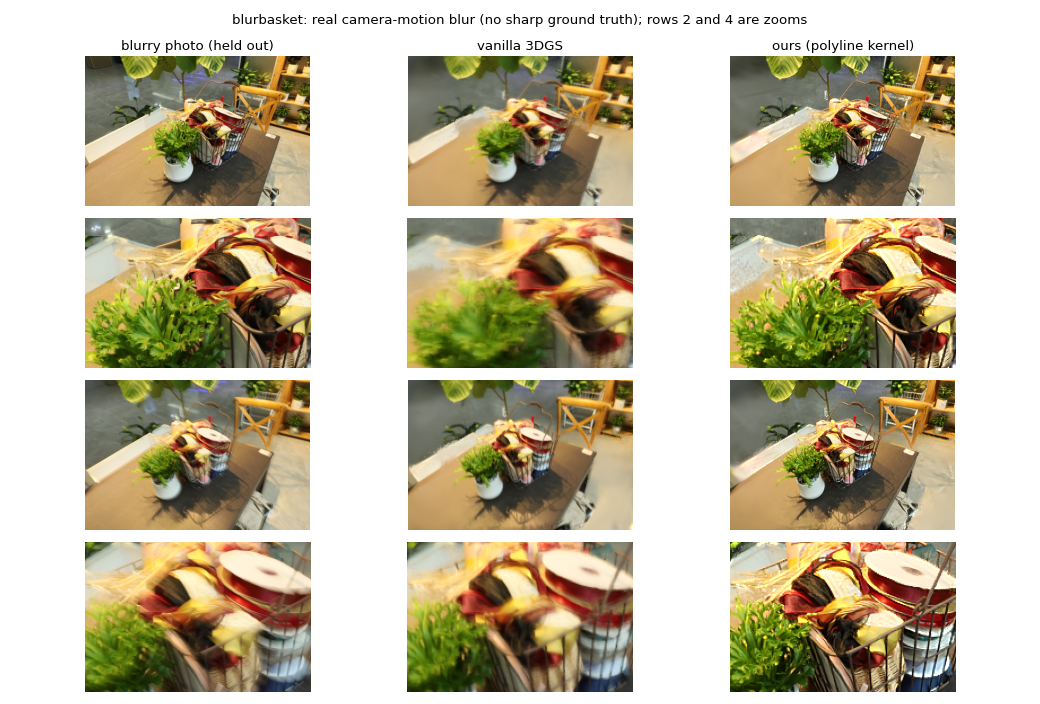 blurbasket: real camera-motion blur (no sharp ground truth); rows 2 and 4 are zooms
blurry photo (held out)
vanilla 3DGS
ours (polyline kernel)